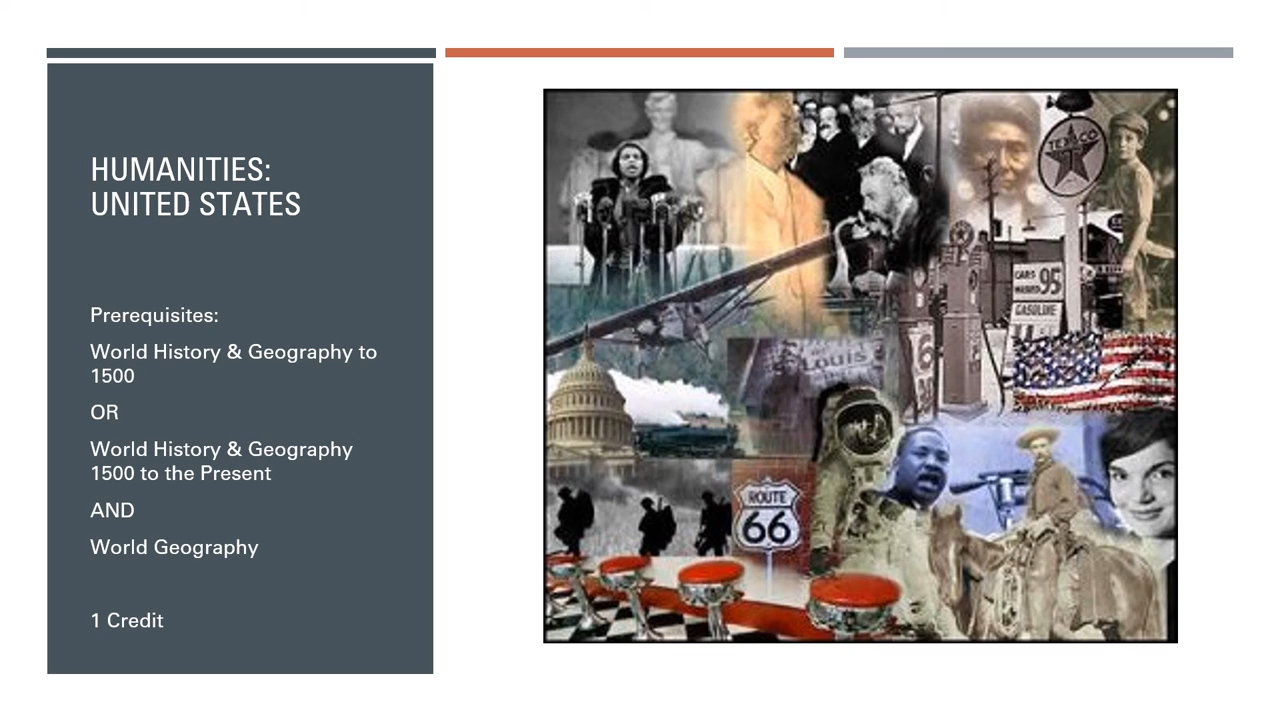 HUMANITIES:
UNITED STATES
Prerequisites:
World History & Geography to
1500
OR
World History & Geography
1500 to the Present
AND
World Geography
1 Credit
TEXACO
CARS
WASHED 95
GASOLINE
Louis
ROUTE
66